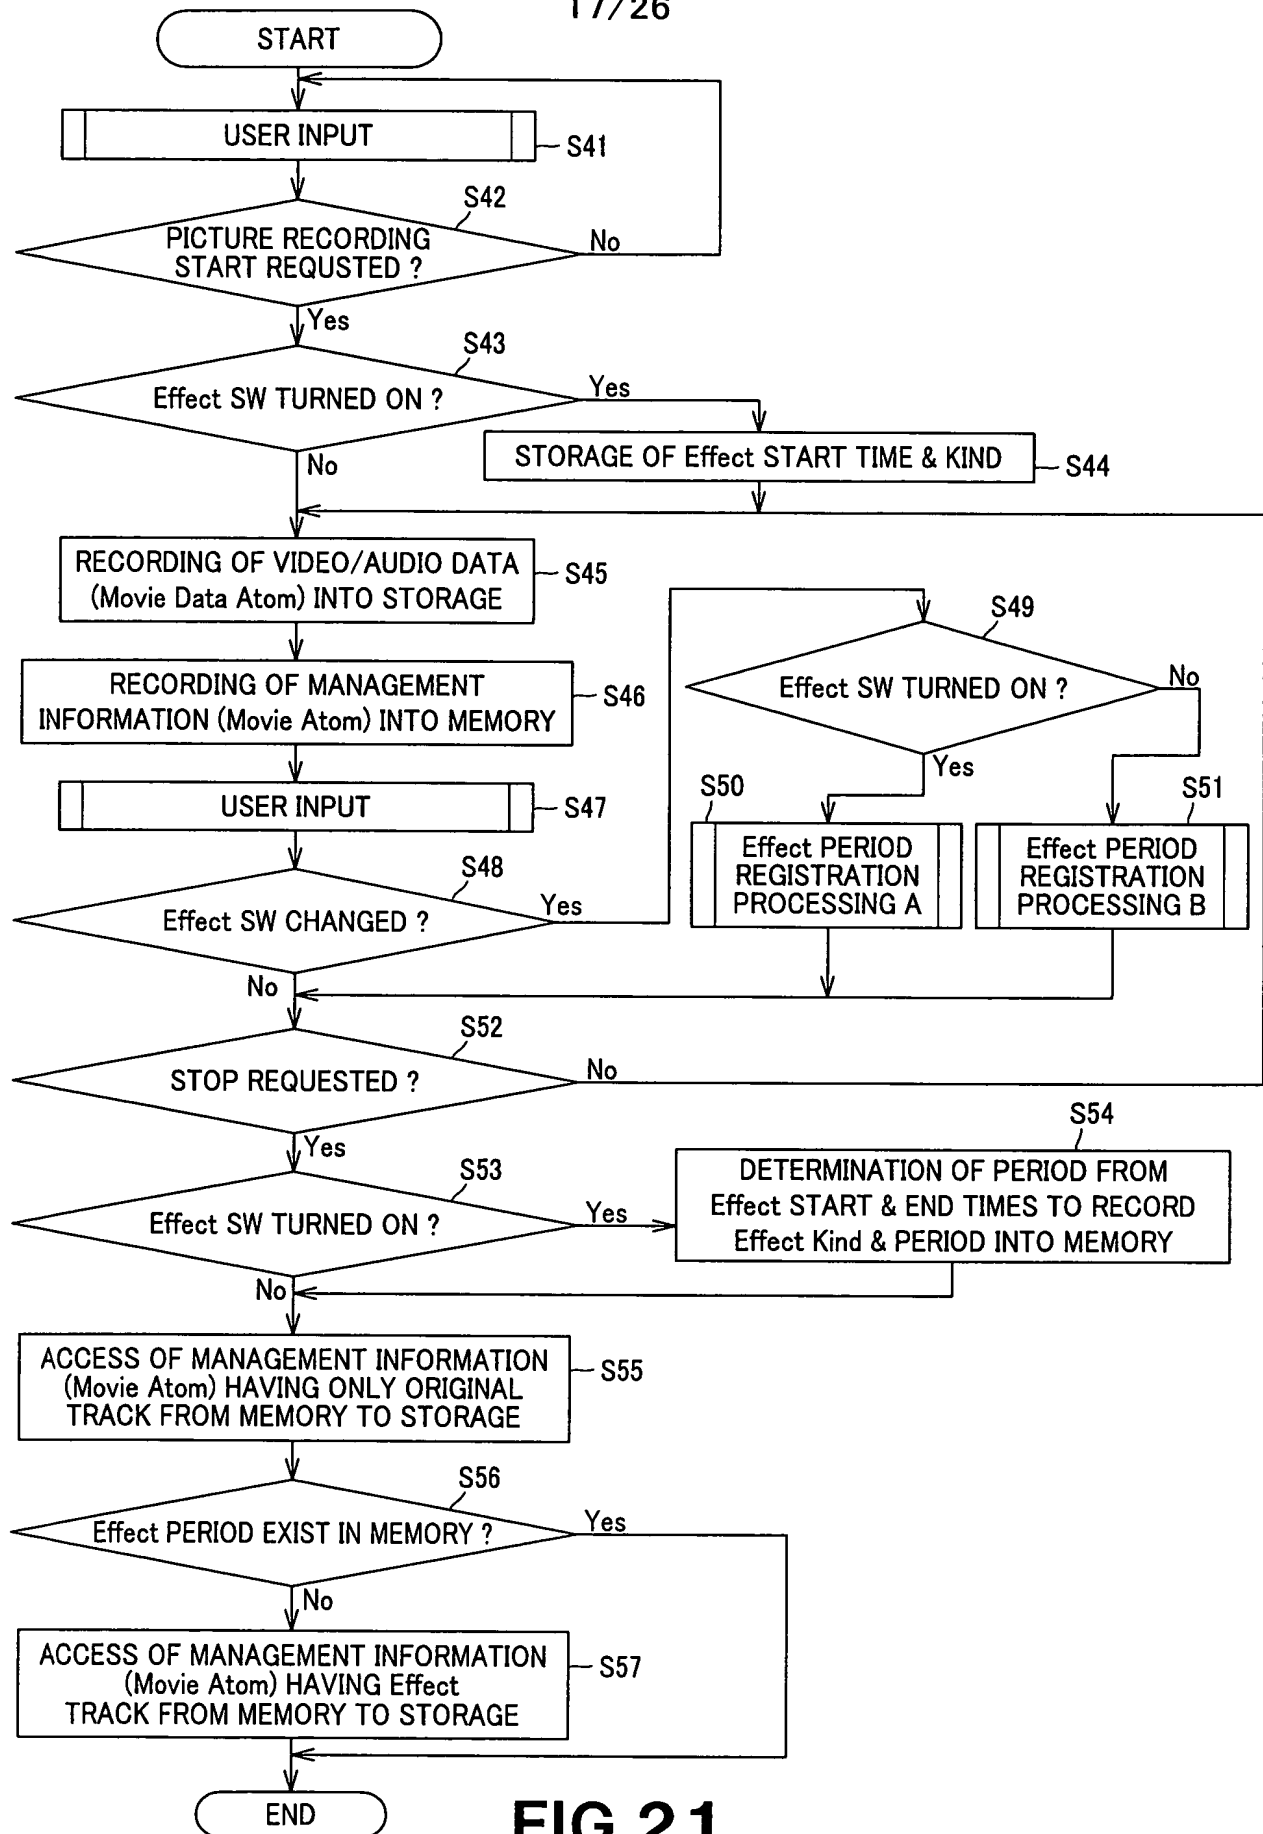 17/26
START
USER INPUT
S41
S42
PICTURE RECORDING
START REQUSTED ?
No
Yes
S43
Effect SW TURNED ON ?
Yes
No
STORAGE OF Effect START TIME & KIND
S44
RECORDING OF VIDEO/AUDIO DATA
(Movie Data Atom) INTO STORAGE
S45
S49
Effect SW TURNED ON ?
No
Yes
RECORDING OF MANAGEMENT
INFORMATION (Movie Atom) INTO MEMORY
S46
USER INPUT
S47
S50
Effect PERIOD
REGISTRATION
PROCESSING A
S51
Effect PERIOD
REGISTRATION
PROCESSING B
S48
Effect SW CHANGED ?
Yes
No
S52
STOP REQUESTED ?
No
Yes
S53
Effect SW TURNED ON ?
Yes
No
S54
DETERMINATION OF PERIOD FROM
Effect START & END TIMES TO RECORD
Effect Kind & PERIOD INTO MEMORY
ACCESS OF MANAGEMENT INFORMATION
(Movie Atom) HAVING ONLY ORIGINAL
TRACK FROM MEMORY TO STORAGE
S55
S56
Effect PERIOD EXIST IN MEMORY ?
Yes
No
ACCESS OF MANAGEMENT INFORMATION
(Movie Atom) HAVING Effect
TRACK FROM MEMORY TO STORAGE
S57
END
FIG.21